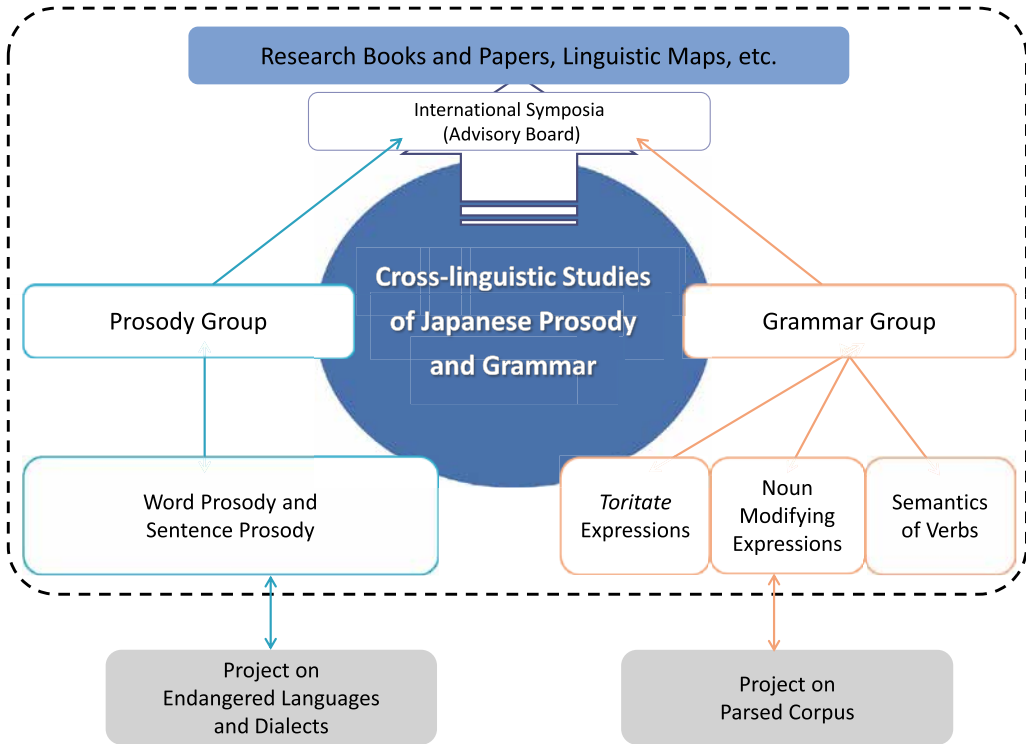 Research Books and Papers, Linguistic Maps, etc.
International Symposia
(Advisory Board)
Cross-linguistic Studies
of Japanese Prosody
and Grammar
Prosody Group
Grammar Group
Word Prosody and
Sentence Prosody
Toritate
Expressions
Noun
Modifying
Expressions
Semantics
of Verbs
Project on
Endangered Languages
and Dialects
Project on
Parsed Corpus